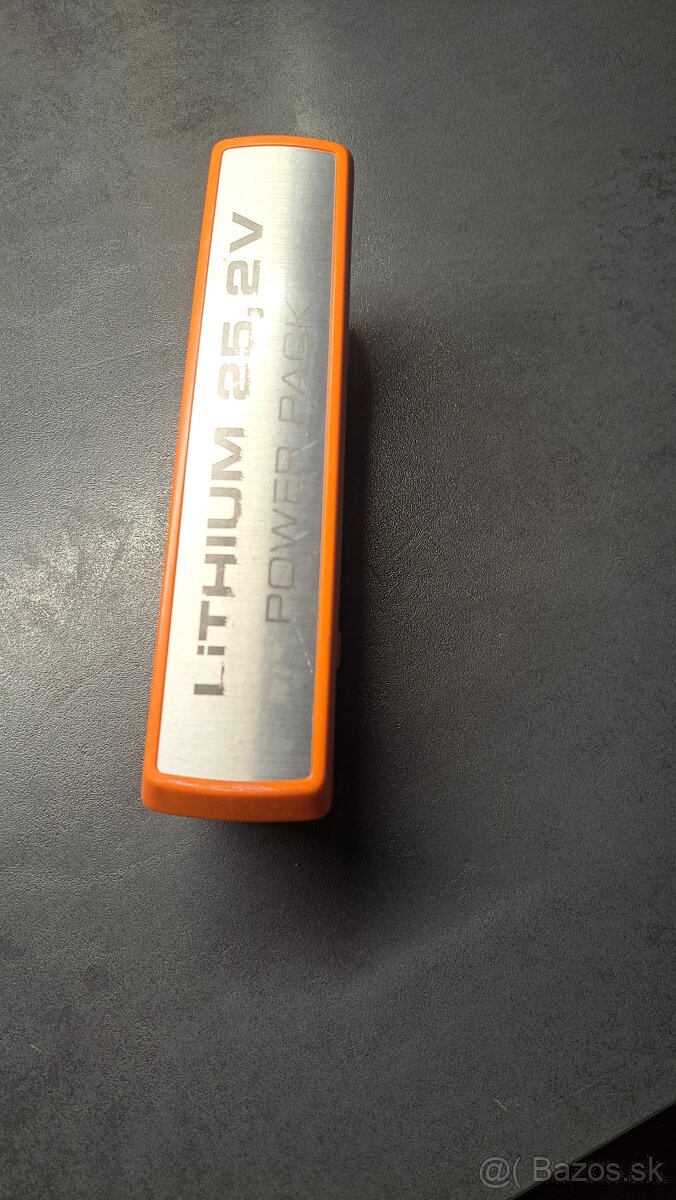 LiTHIUM 25,2V
POWER PACK
@( Bazos.sk